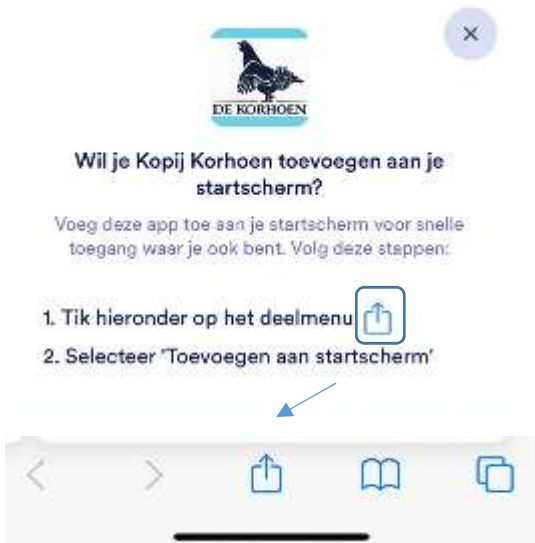 DE KORHOEN
Wil je Kopij Korhoen toevoegen aan je
startscherm?
Voeg deze app toe aan je startscherm voor snelle
toegang waar je ook bent. Volg deze stappen:
1. Tik hieronder op het deelmenu
2. Selecteer 'Toevoegen aan startscherm'